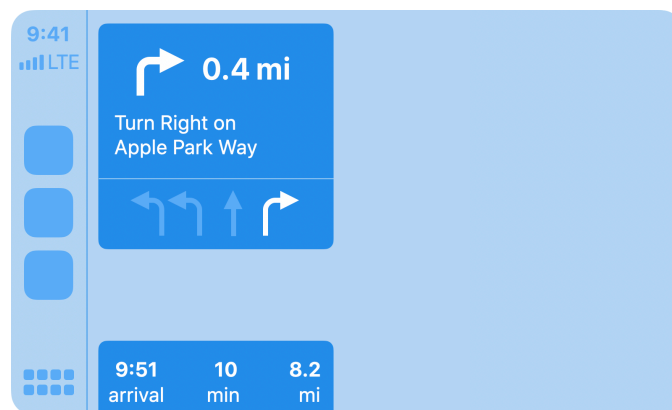 9:41
LTE
0.4 mi
Turn Right on
Apple Park Way
9:51 10 8.2
arrival min mi